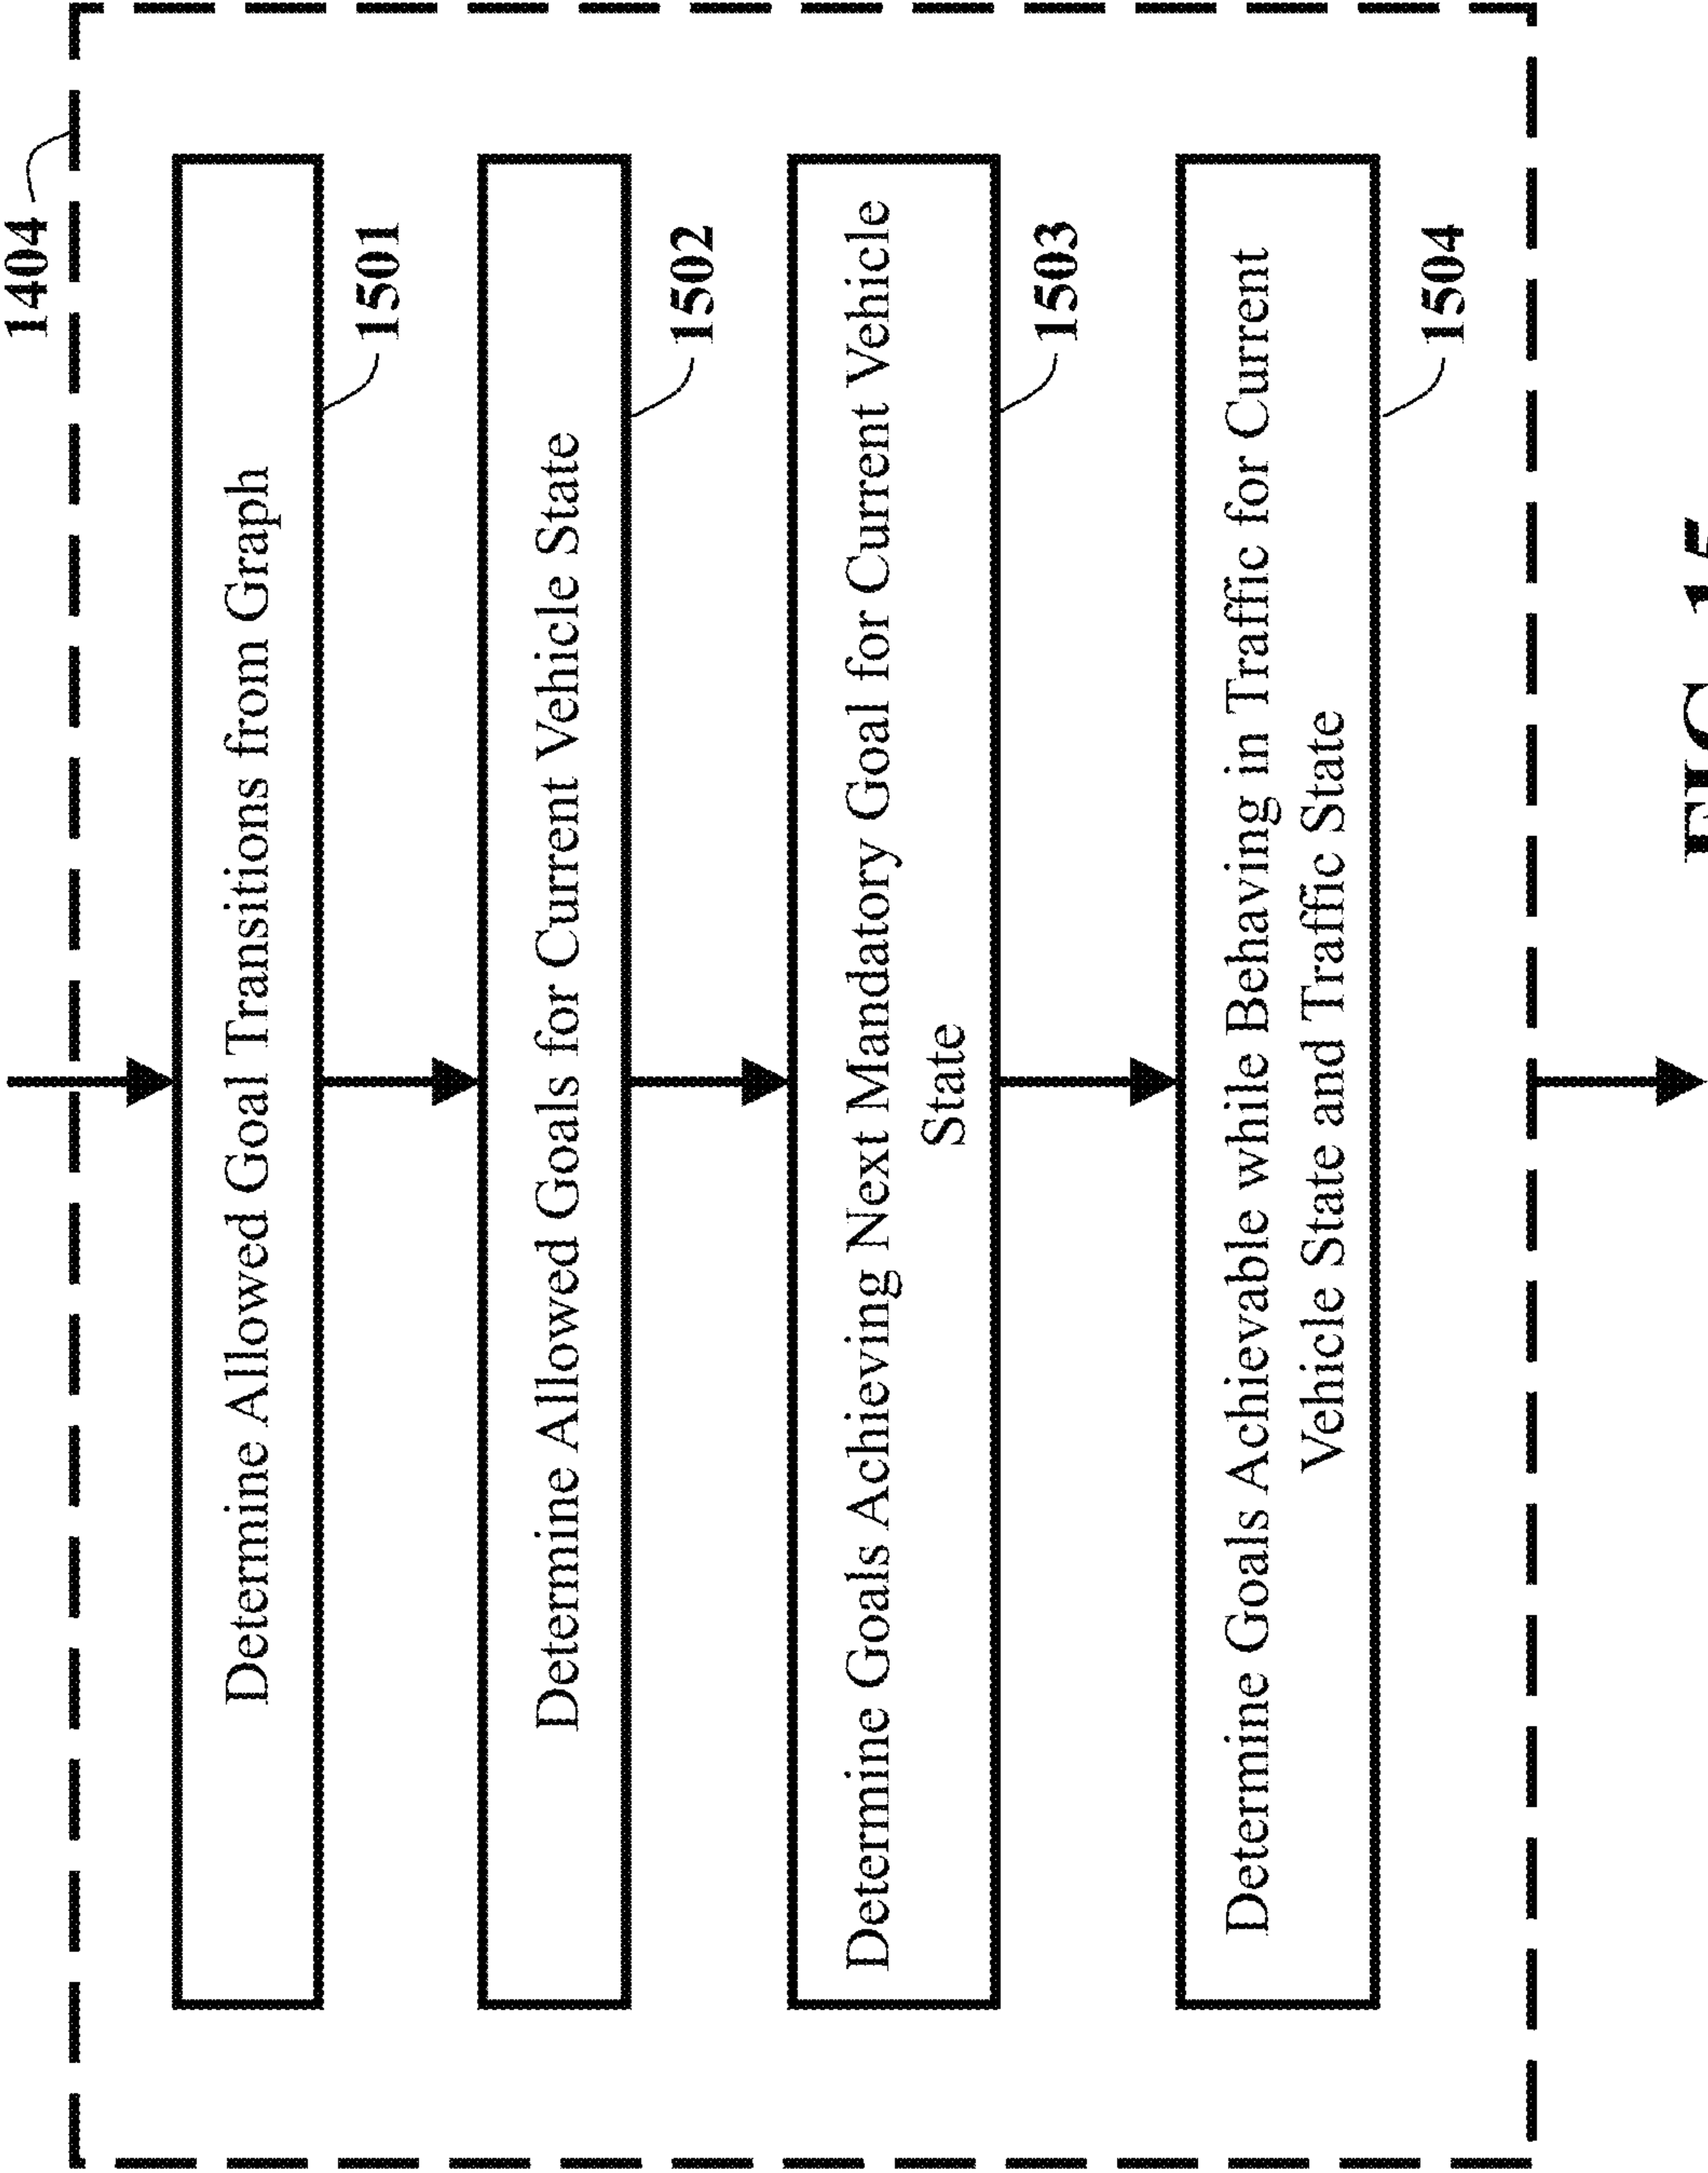 1404
Determine Allowed Goal Transitions from Graph
1501
Determine Allowed Goals for Current Vehicle State
1502
Determine Goals Achieving Next Mandatory Goal for Current Vehicle
State
1503
Determine Goals Achievable while Behaving in Traffic for Current
Vehicle State and Traffic State
1504
FIG. 15